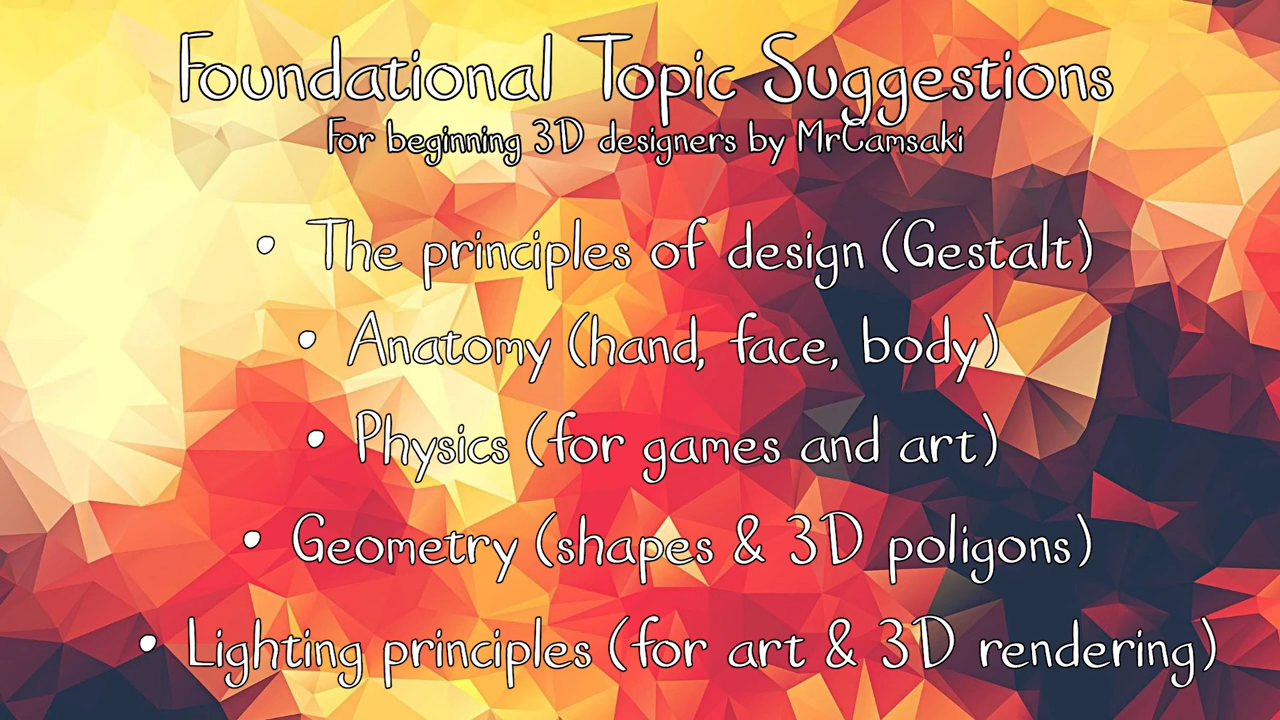 Foundational Topic Suggestions
For beginning 3D designers by MrCamsaki
• The principles of design (Gestalt)
• Anatomy (hand, face, body)
• Physics (for games and art)
• Geometry (shapes & 3D poligons)
• Lighting principles (for art & 3D rendering)